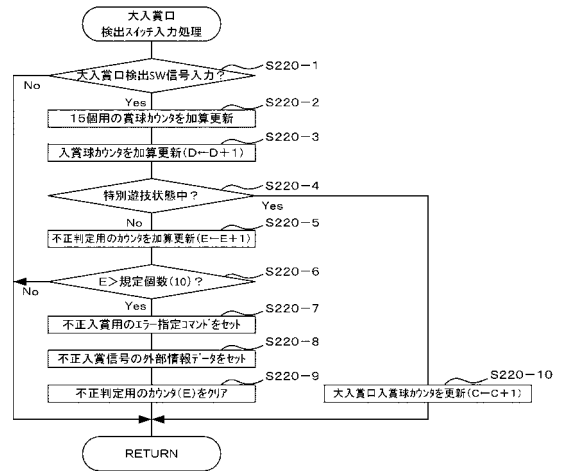 大入賞口
検出スイッチ入力処理
S220-1
大入賞口検出SW信号入力?
No
Yes
S220-2
15個用の賞球カウンタを加算更新
S220-3
入賞球カウンタを加算更新(D←D+1)
S220-4
特別遊技状態中?
Yes
No
S220-5
不正判定用のカウンタを加算更新(E←E+1)
S220-6
E>規定個数(10)?
No
Yes
S220-7
不正入賞用のエラー指定コマンドをセット
S220-8
不正入賞信号の外部情報データをセット
S220-9
不正判定用のカウンタ(E)をクリア
S220-10
大入賞口入賞球カウンタを更新(C←C+1)
RETURN